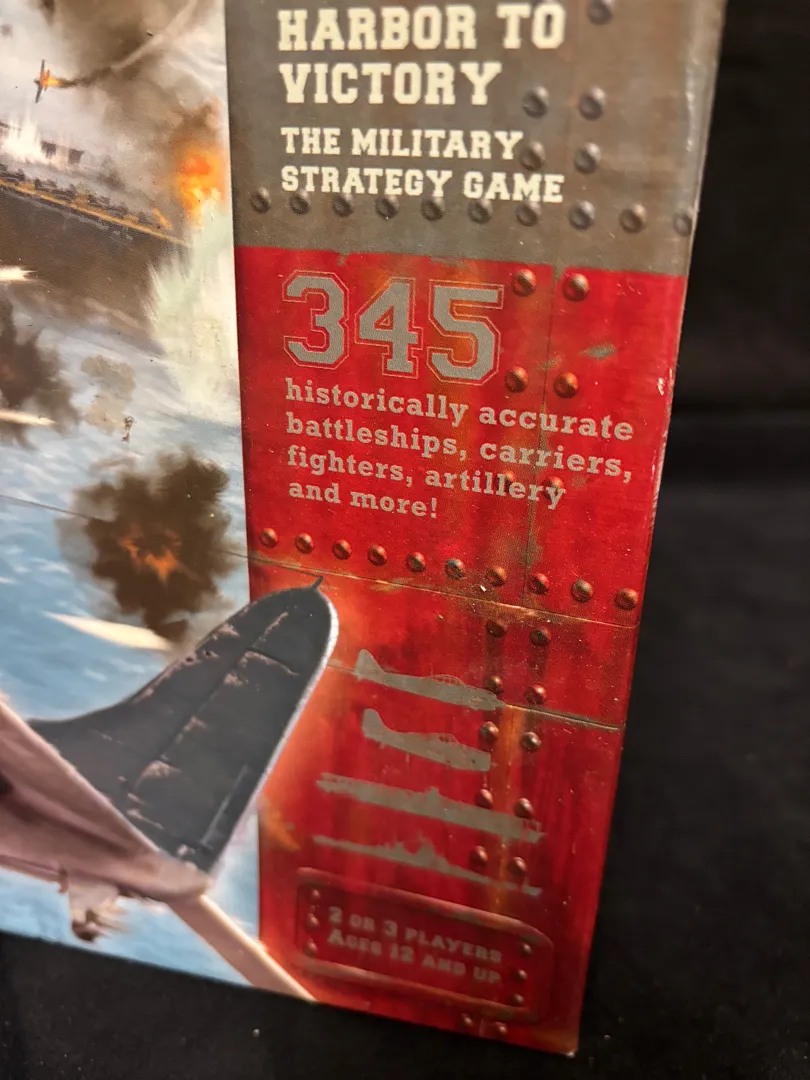 HARBOR TO
VICTORY
THE MILITARY
STRATEGY GAME
345
historically accurate
battleships, carriers,
fighters, artillery
and more!
2 OR 3 PLAYERS
AGES 12 AND UP